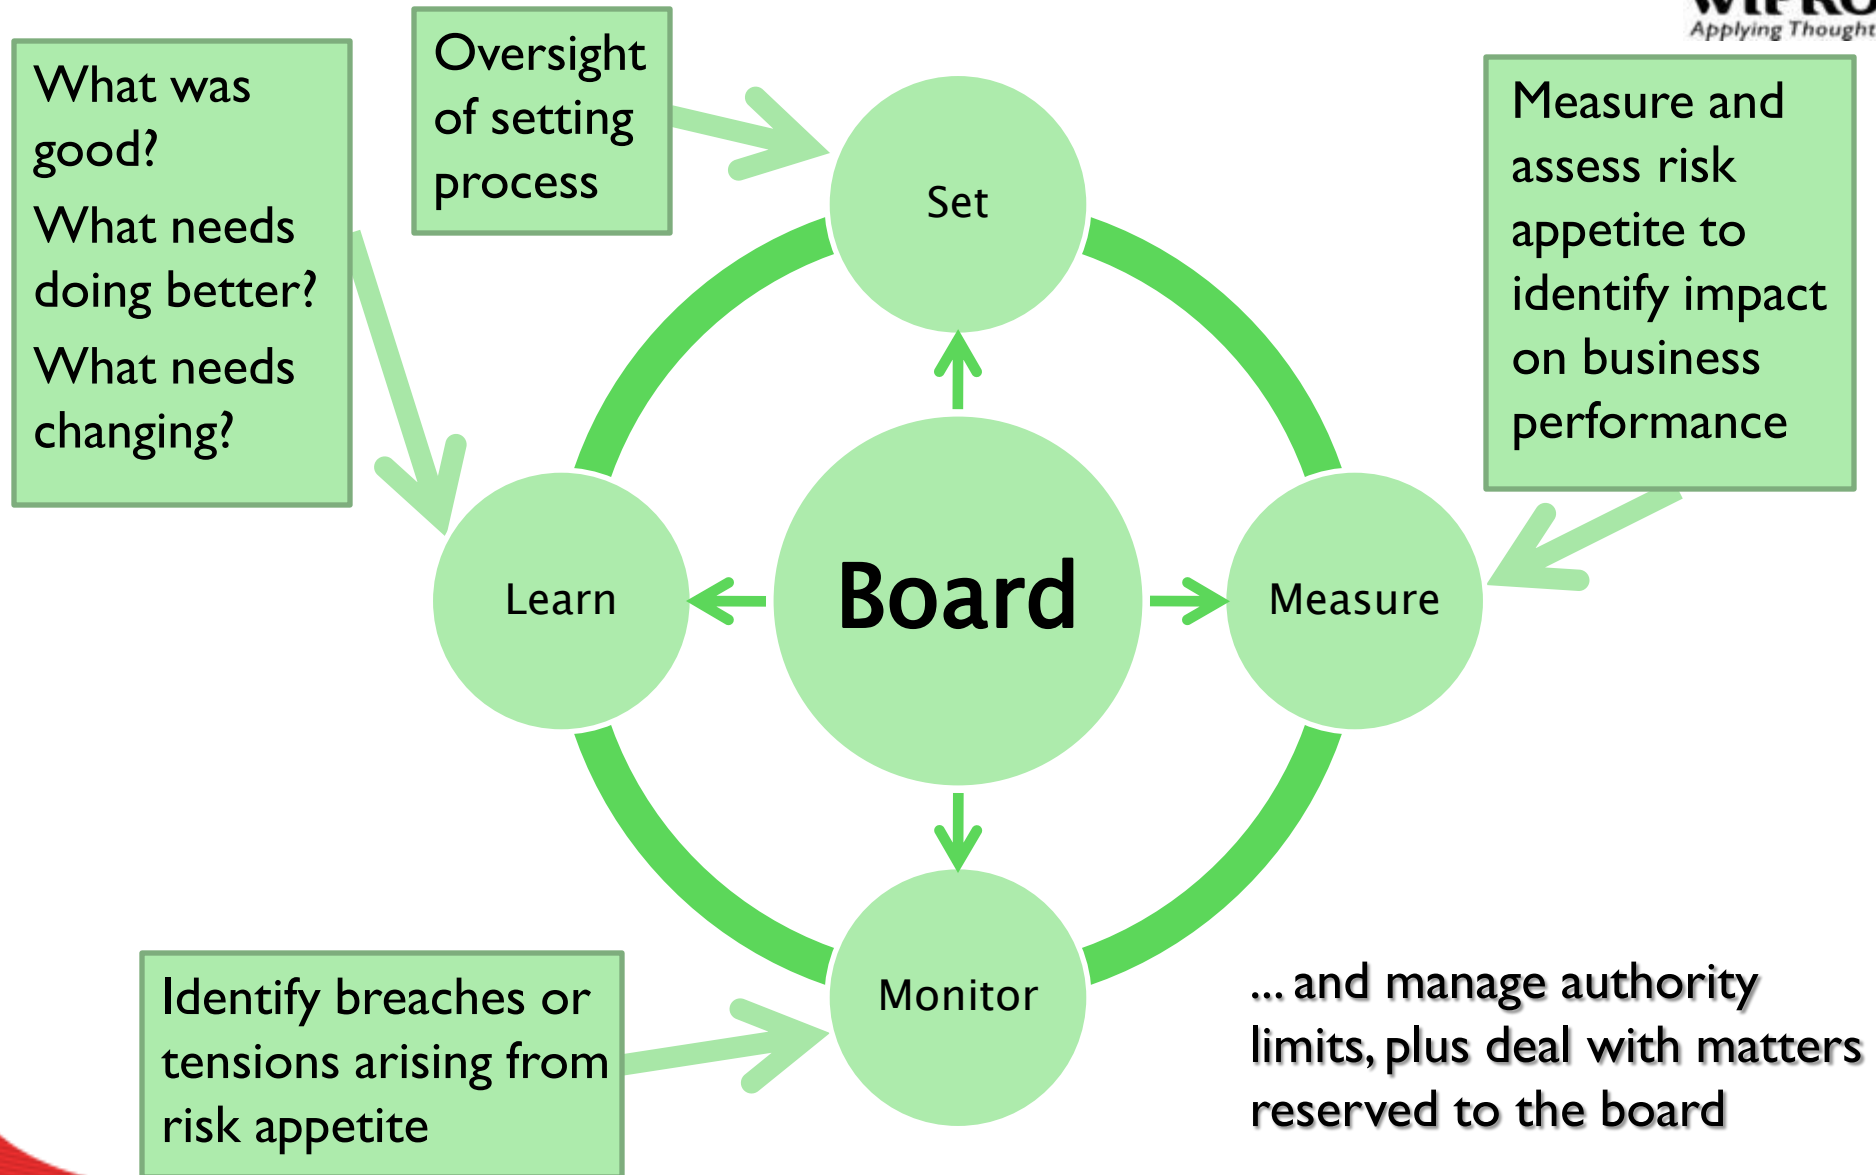 WIPRO
Applying Thought
What was
good?
What needs
doing better?
What needs
changing?
Oversight
of setting
process
Measure and
assess risk
appetite to
identify impact
on business
performance
Set
Learn
Board
Measure
Monitor
Identify breaches or
tensions arising from
risk appetite
... and manage authority
limits, plus deal with matters
reserved to the board